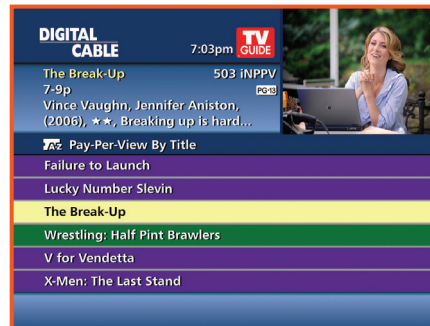 DIGITAL
CABLE
7:03pm TV
GUIDE
The Break-Up 503 iNPPV
7-9p PG-13
Vince Vaughn, Jennifer Aniston,
(2006), ★★, Breaking up is hard...
A-Z Pay-Per-View By Title
Failure to Launch
Lucky Number Slevin
The Break-Up
Wrestling: Half Pint Brawlers
V for Vendetta
X-Men: The Last Stand